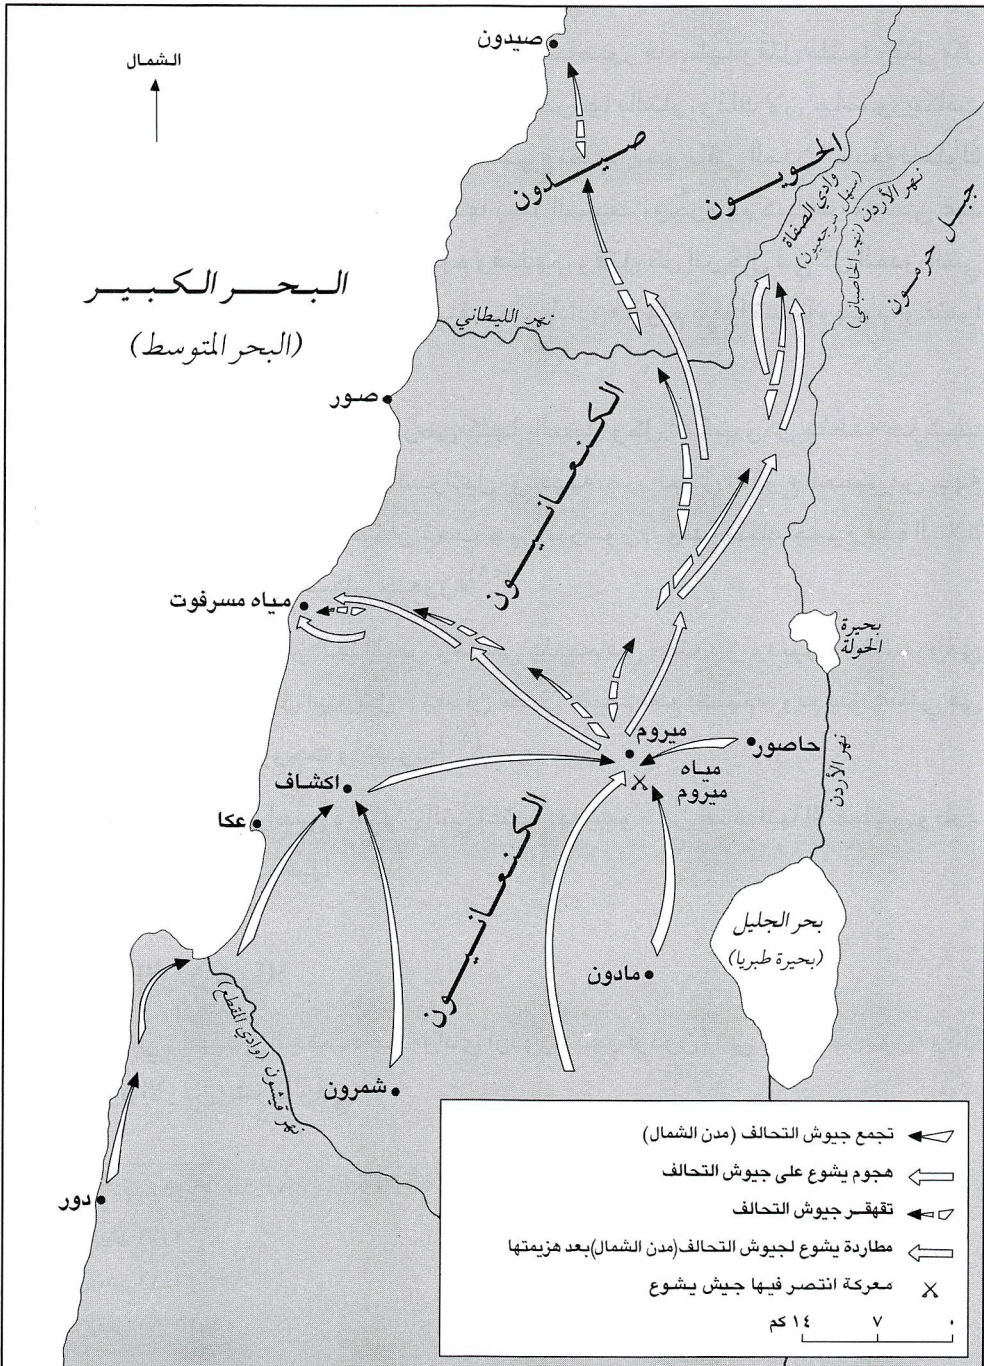 الشمال
صيدون
صيدون
الحويون
وادي الصفاة
(سهل مرجعيون)
نهر الأردن (نهر الحاصباني)
جبل حرمون
البحر الكبير
(البحر المتوسط)
نهر الليطاني
صور
الكنعانيون
مياه مسرفوت
بحيرة
الحولة
ميروم
مياه
ميروم
حاصور
نهر الأردن
اكشاف
عكا
الكنعانيون
بحر الجليل
(بحيرة طبريا)
مادون
نهر قيشون (وادي المقطع)
شمرون
دور
تجمع جيوش التحالف (مدن الشمال)
هجوم يشوع على جيوش التحالف
تقهقر جيوش التحالف
مطاردة يشوع لجيوش التحالف(مدن الشمال)بعد هزيمتها
معركة انتصر فيها جيش يشوع
٠ ٧ ١٤ كم